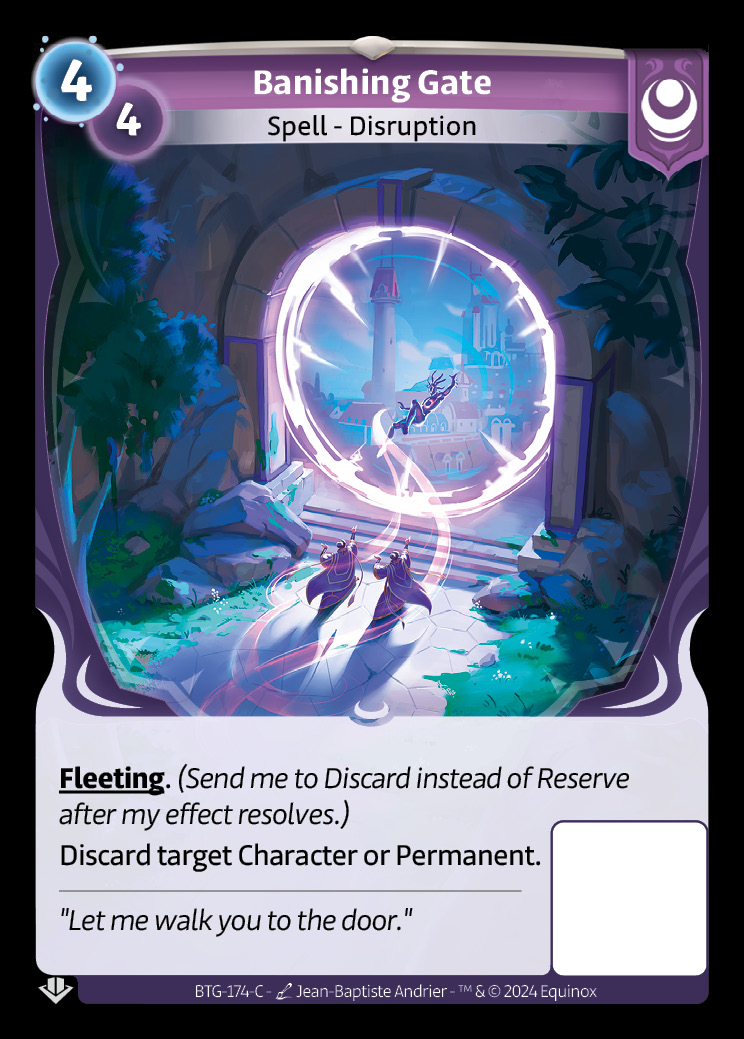 4
Banishing Gate
4
Spell - Disruption
Fleeting. (Send me to Discard instead of Reserve
after my effect resolves.)
Discard target Character or Permanent.
"Let me walk you to the door."
BTG-174-C - Jean-Baptiste Andrier - ™ & © 2024 Equinox